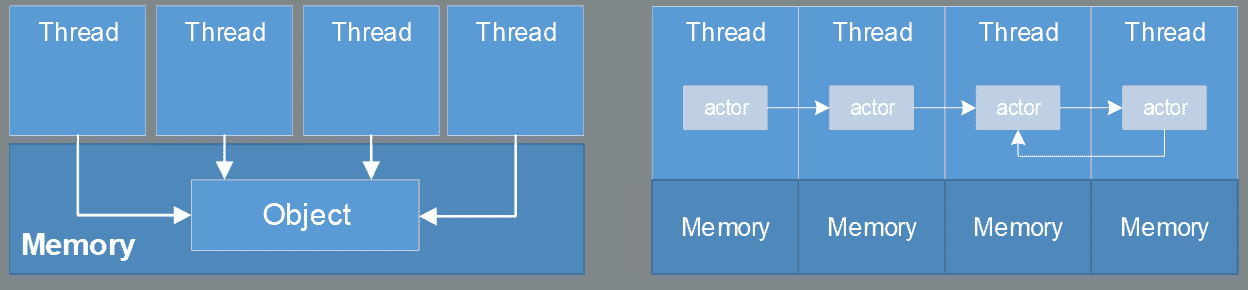 Thread Thread Thread Thread
Object
Memory
Thread Thread Thread Thread
actor actor actor actor
Memory Memory Memory Memory